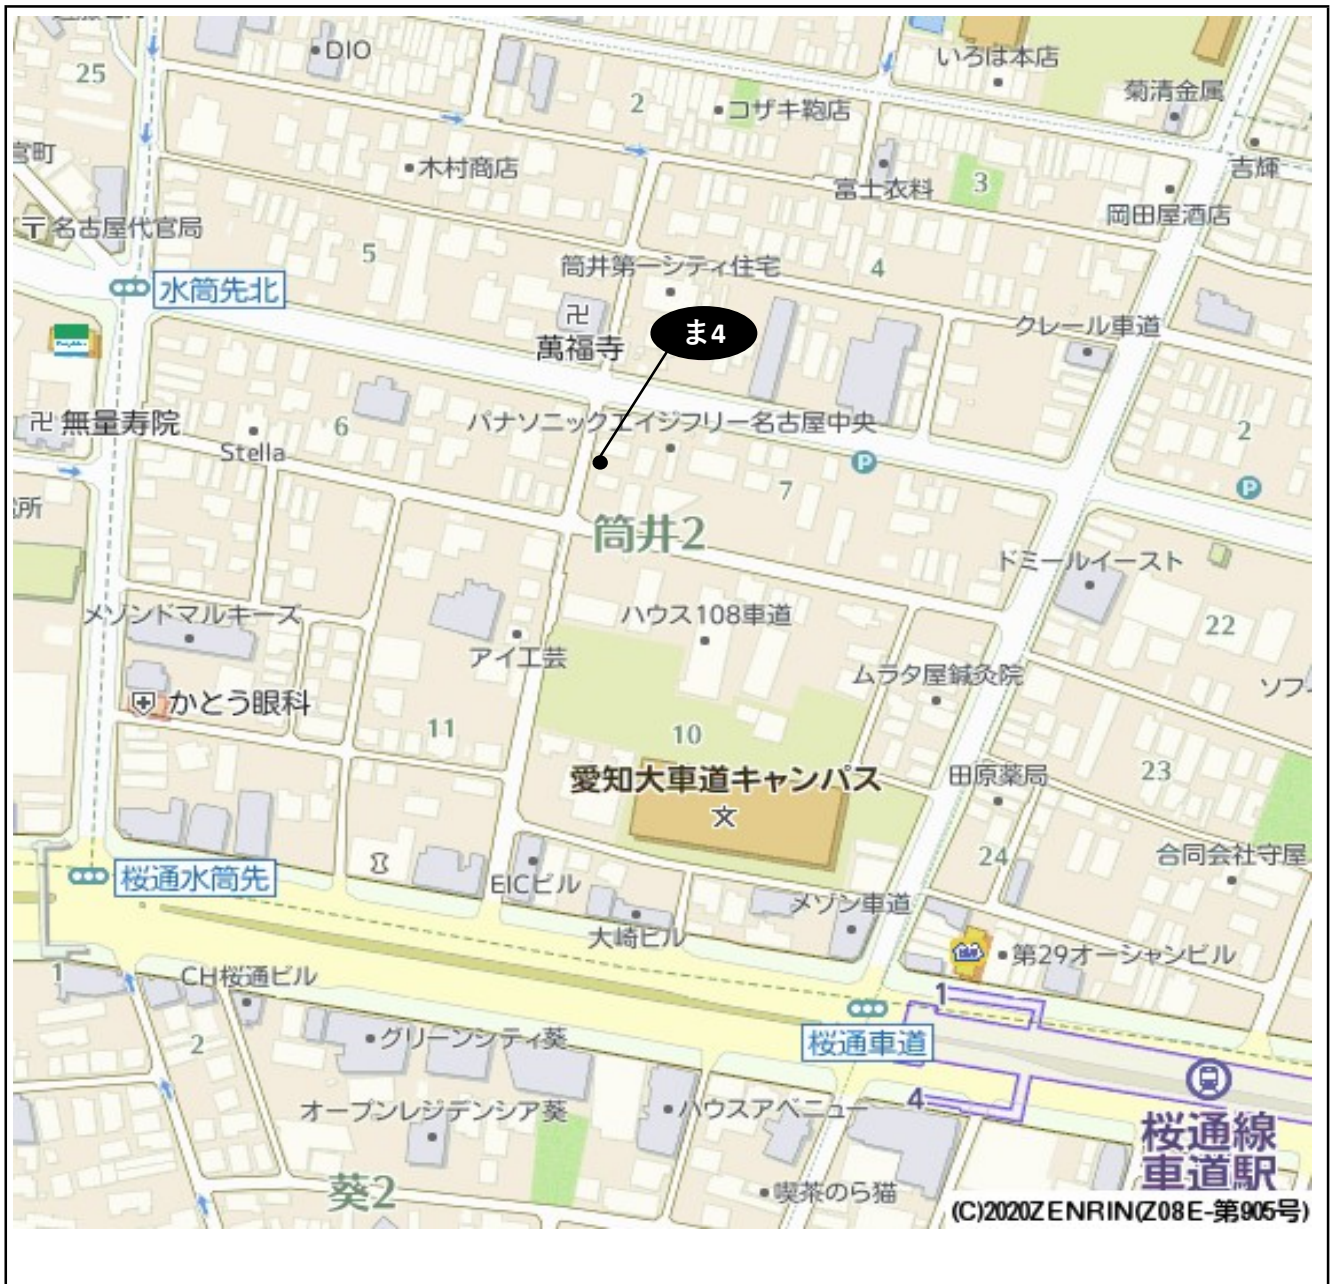 25
DIO
いろは本店
菊清金属
2
コザキ鞄店
宮町
木村商店
吉輝
富士衣料
3
岡田屋酒店
名古屋代官局
5
筒井第一シティ住宅
4
水筒先北
卍
ま4
クレール車道
萬福寺
卍 無量寿院
6
パナソニックエイジフリー名古屋中央
2
Stella
P
7
P
所
筒井2
ドミールイースト
メゾンドマルキーズ
ハウス108車道
22
アイ工芸
ムラタ屋鍼灸院
ソフ
かとう眼科
11
10
愛知大車道キャンパス
田原薬局
23
文
24
合同会社守屋
桜通水筒先
EICビル
メゾン車道
大崎ビル
第29オーシャンビル
1
CH桜通ビル
1
2
グリーンシティ葵
桜通車道
オープンレジデンシア葵
ハウスアベニュー
4
桜通線
車道駅
葵2
喫茶のら猫
(C)2020ZENRIN(Z08E-第905号)